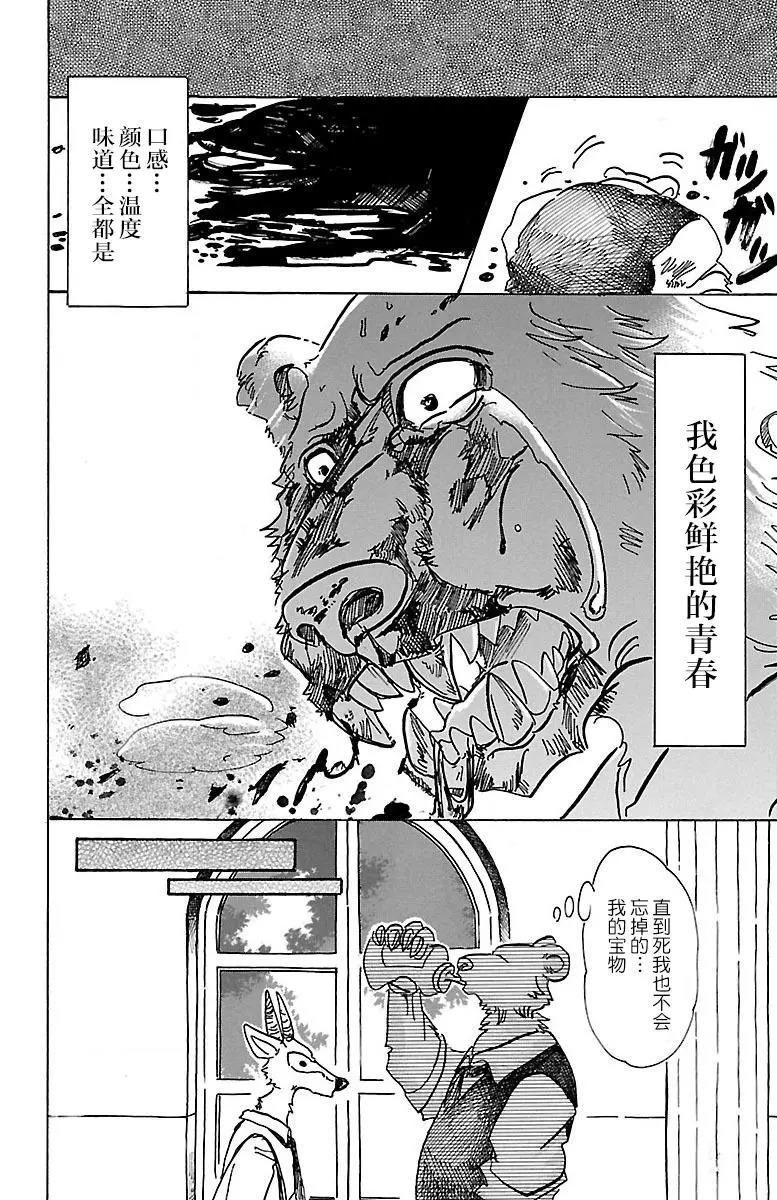 ガツ
ガツ
口感…
颜色…温度
味道…全都是
我色彩鲜艳的青春
直到死我也不会
忘掉的…
我的宝物